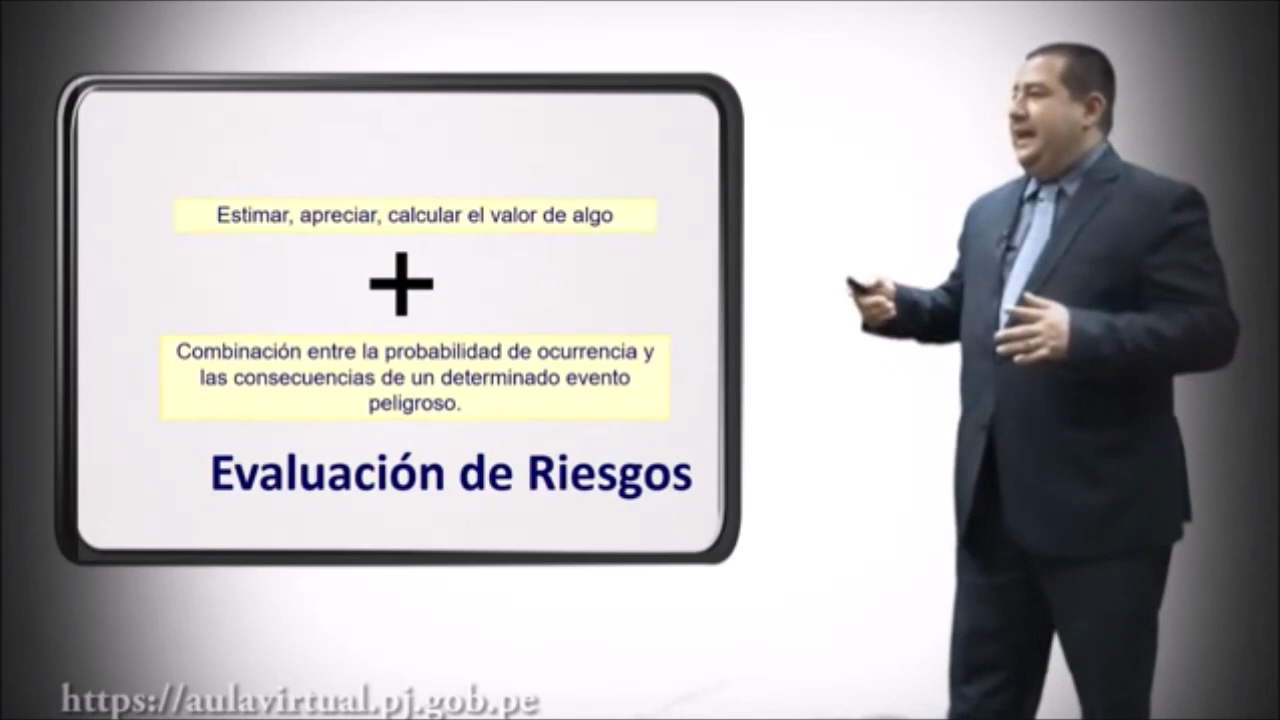 Estimar, apreciar, calcular el valor de algo
+
Combinación entre la probabilidad de ocurrencia y
las consecuencias de un determinado evento
peligroso.
Evaluación de Riesgos
https://aulavirtual.pj.gob.pe